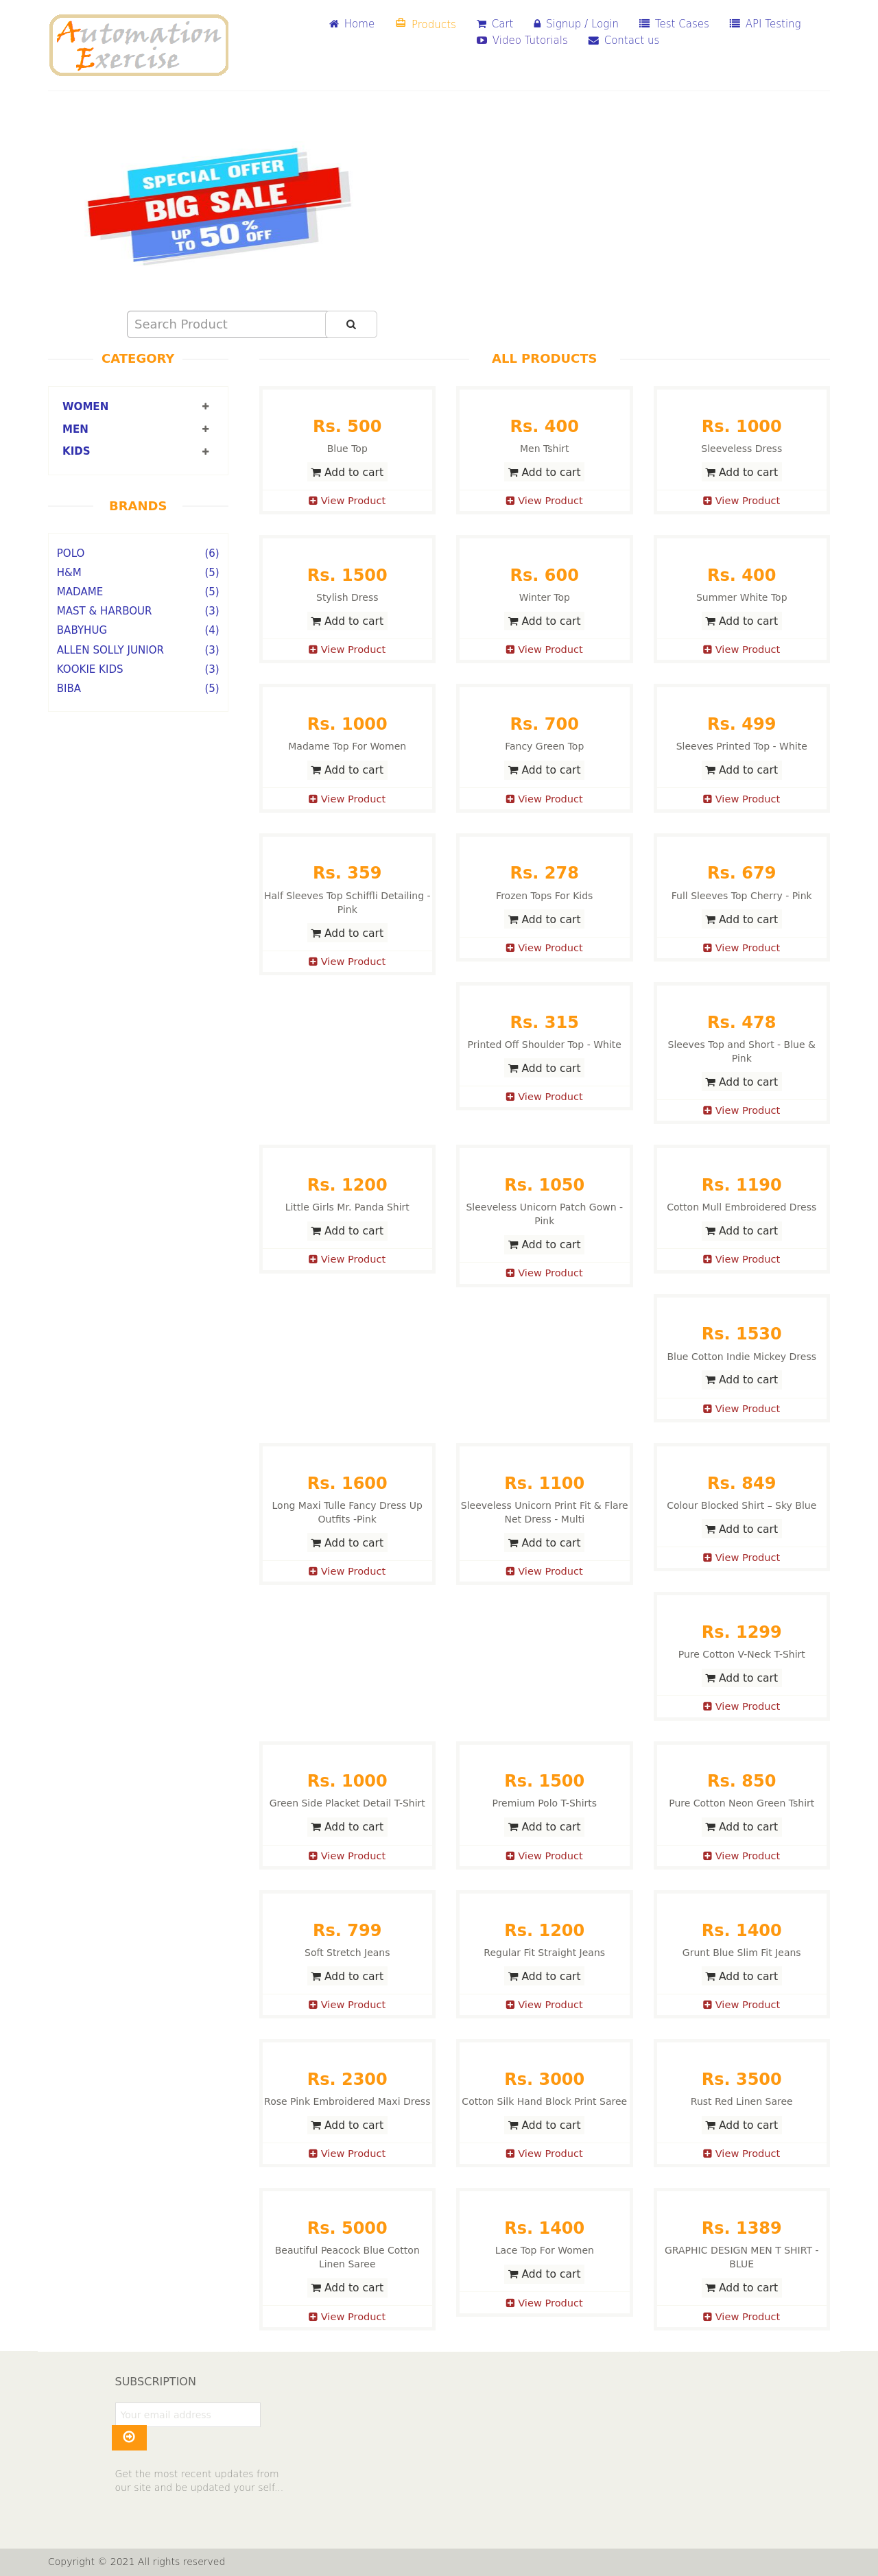 Automation
Exercise
Home
Products
Cart
Signup / Login
Test Cases
API Testing
Video Tutorials
Contact us
SPECIAL OFFER
BIG SALE
UP TO 50 % OFF
Search Product
CATEGORY
WOMEN
MEN
KIDS
BRANDS
POLO (6)
H&M (5)
MADAME (5)
MAST & HARBOUR (3)
BABYHUG (4)
ALLEN SOLLY JUNIOR (3)
KOOKIE KIDS (3)
BIBA (5)
ALL PRODUCTS
Rs. 500
Blue Top
Add to cart
View Product
Rs. 400
Men Tshirt
Add to cart
View Product
Rs. 1000
Sleeveless Dress
Add to cart
View Product
Rs. 1500
Stylish Dress
Add to cart
View Product
Rs. 600
Winter Top
Add to cart
View Product
Rs. 400
Summer White Top
Add to cart
View Product
Rs. 1000
Madame Top For Women
Add to cart
View Product
Rs. 700
Fancy Green Top
Add to cart
View Product
Rs. 499
Sleeves Printed Top - White
Add to cart
View Product
Rs. 359
Half Sleeves Top Schiffli Detailing -
Pink
Add to cart
View Product
Rs. 278
Frozen Tops For Kids
Add to cart
View Product
Rs. 679
Full Sleeves Top Cherry - Pink
Add to cart
View Product
Rs. 315
Printed Off Shoulder Top - White
Add to cart
View Product
Rs. 478
Sleeves Top and Short - Blue &
Pink
Add to cart
View Product
Rs. 1200
Little Girls Mr. Panda Shirt
Add to cart
View Product
Rs. 1050
Sleeveless Unicorn Patch Gown -
Pink
Add to cart
View Product
Rs. 1190
Cotton Mull Embroidered Dress
Add to cart
View Product
Rs. 1530
Blue Cotton Indie Mickey Dress
Add to cart
View Product
Rs. 1600
Long Maxi Tulle Fancy Dress Up
Outfits -Pink
Add to cart
View Product
Rs. 1100
Sleeveless Unicorn Print Fit & Flare
Net Dress - Multi
Add to cart
View Product
Rs. 849
Colour Blocked Shirt – Sky Blue
Add to cart
View Product
Rs. 1299
Pure Cotton V-Neck T-Shirt
Add to cart
View Product
Rs. 1000
Green Side Placket Detail T-Shirt
Add to cart
View Product
Rs. 1500
Premium Polo T-Shirts
Add to cart
View Product
Rs. 850
Pure Cotton Neon Green Tshirt
Add to cart
View Product
Rs. 799
Soft Stretch Jeans
Add to cart
View Product
Rs. 1200
Regular Fit Straight Jeans
Add to cart
View Product
Rs. 1400
Grunt Blue Slim Fit Jeans
Add to cart
View Product
Rs. 2300
Rose Pink Embroidered Maxi Dress
Add to cart
View Product
Rs. 3000
Cotton Silk Hand Block Print Saree
Add to cart
View Product
Rs. 3500
Rust Red Linen Saree
Add to cart
View Product
Rs. 5000
Beautiful Peacock Blue Cotton
Linen Saree
Add to cart
View Product
Rs. 1400
Lace Top For Women
Add to cart
View Product
Rs. 1389
GRAPHIC DESIGN MEN T SHIRT -
BLUE
Add to cart
View Product
SUBSCRIPTION
Your email address
Get the most recent updates from
our site and be updated your self...
Copyright © 2021 All rights reserved